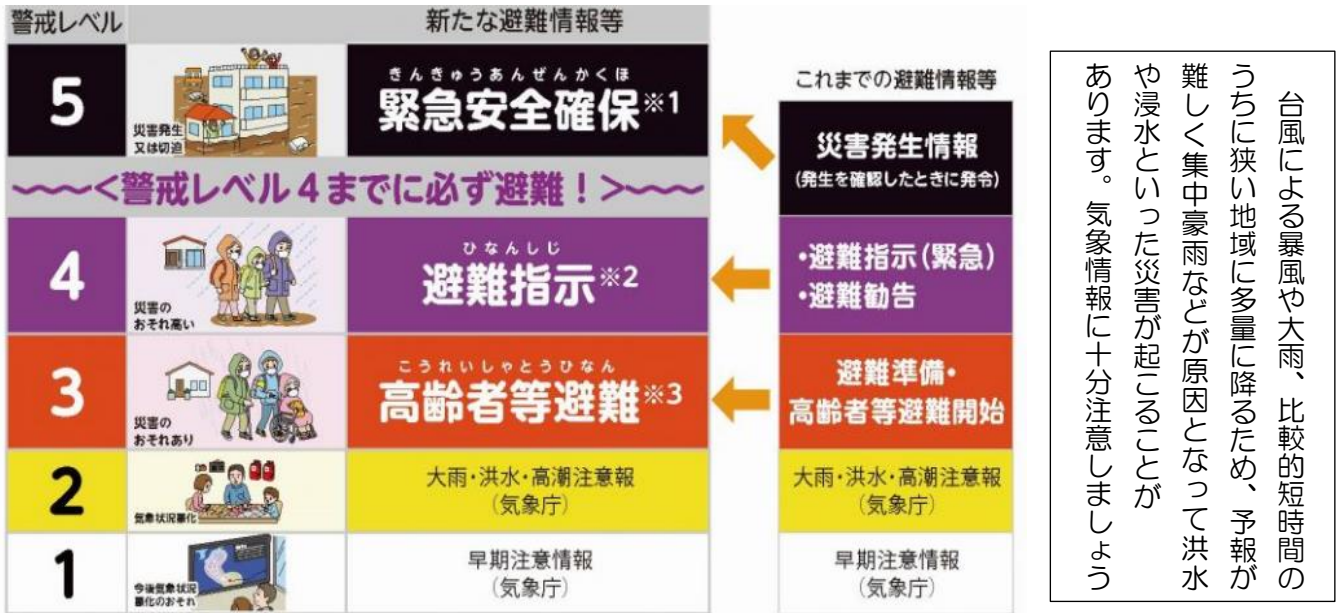 警戒レベル
新たな避難情報等
5
災害発生
又は切迫
きんきゅうあんぜんかくほ
緊急安全確保※1
〜〜〜<警戒レベル4までに必ず避難!>〜〜〜
4
災害の
おそれ高い
ひなんしじ
避難指示※2
3
災害の
おそれあり
こうれいしゃとうひなん
高齢者等避難※3
2
気象状況悪化
大雨・洪水・高潮注意報
(気象庁)
1
今後気象状況
悪化のおそれ
早期注意情報
(気象庁)
これまでの避難情報等
災害発生情報
(発生を確認したときに発令)
・避難指示(緊急)
・避難勧告
避難準備・
高齢者等避難開始
大雨・洪水・高潮注意報
(気象庁)
早期注意情報
(気象庁)
台風による暴風や大雨、比較的短時間の
うちに狭い地域に多量に降るため、予報が
難しく集中豪雨などが原因となって洪水
や浸水といった災害が起こることが
あります。気象情報に十分注意しましょう